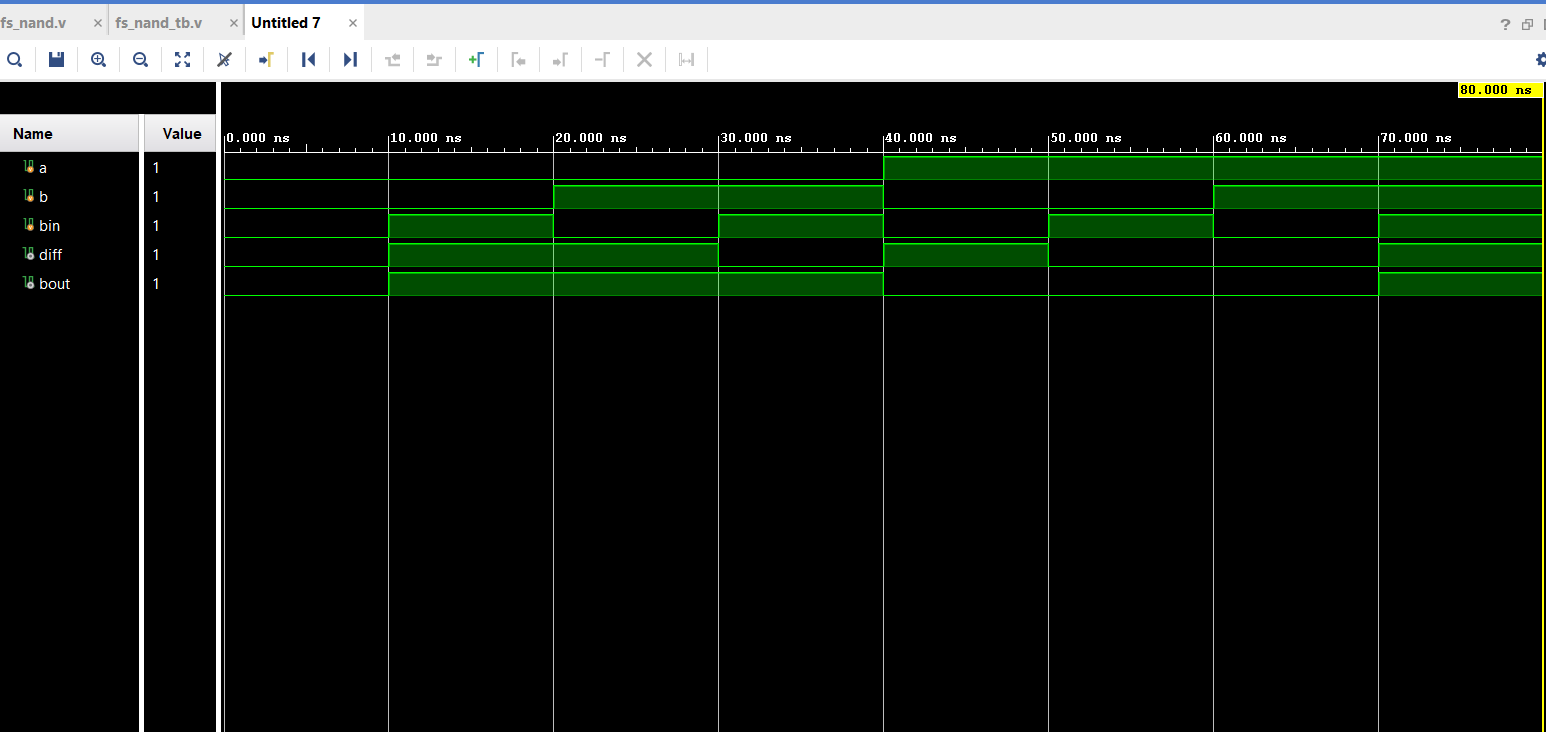 fs_nand.v × fs_nand_tb.v × Untitled 7 ×
?
80.000 ns
Name Value
0.000 ns 10.000 ns 20.000 ns 30.000 ns 40.000 ns 50.000 ns 60.000 ns 70.000 ns
a 1
b 1
bin 1
diff 1
bout 1